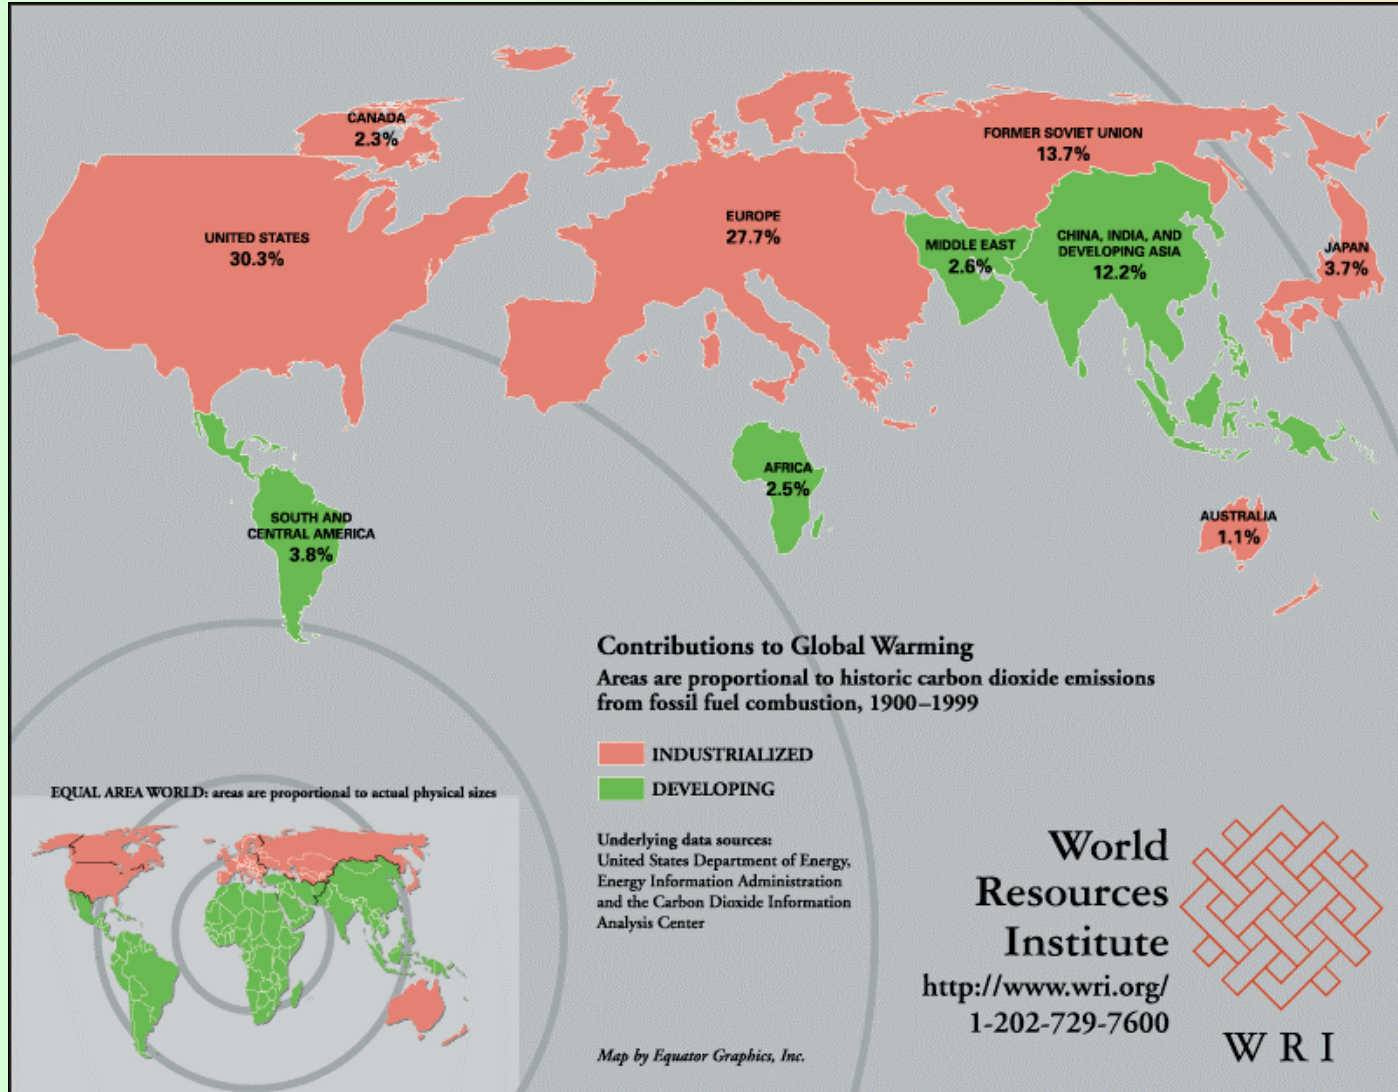 CANADA
2.3%
FORMER SOVIET UNION
13.7%
UNITED STATES
30.3%
EUROPE
27.7%
MIDDLE EAST
2.6%
CHINA, INDIA, AND
DEVELOPING ASIA
12.2%
JAPAN
3.7%
AFRICA
2.5%
SOUTH AND
CENTRAL AMERICA
3.8%
AUSTRALIA
1.1%
Contributions to Global Warming
Areas are proportional to historic carbon dioxide emissions
from fossil fuel combustion, 1900–1999
INDUSTRIALIZED
DEVELOPING
EQUAL AREA WORLD: areas are proportional to actual physical sizes
Underlying data sources:
United States Department of Energy,
Energy Information Administration
and the Carbon Dioxide Information
Analysis Center
Map by Equator Graphics, Inc.
World
Resources
Institute
http://www.wri.org/
1-202-729-7600
WRI